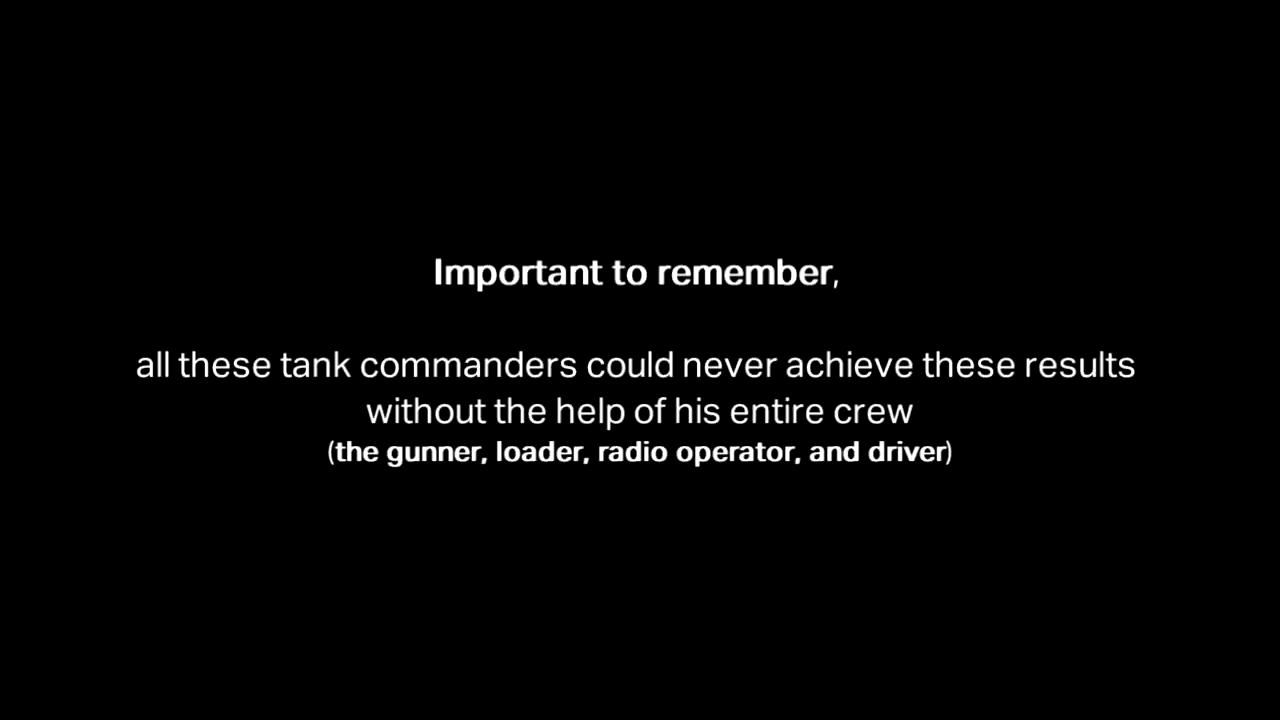 Important to remember,
all these tank commanders could never achieve these results
without the help of his entire crew
(the gunner, loader, radio operator, and driver)